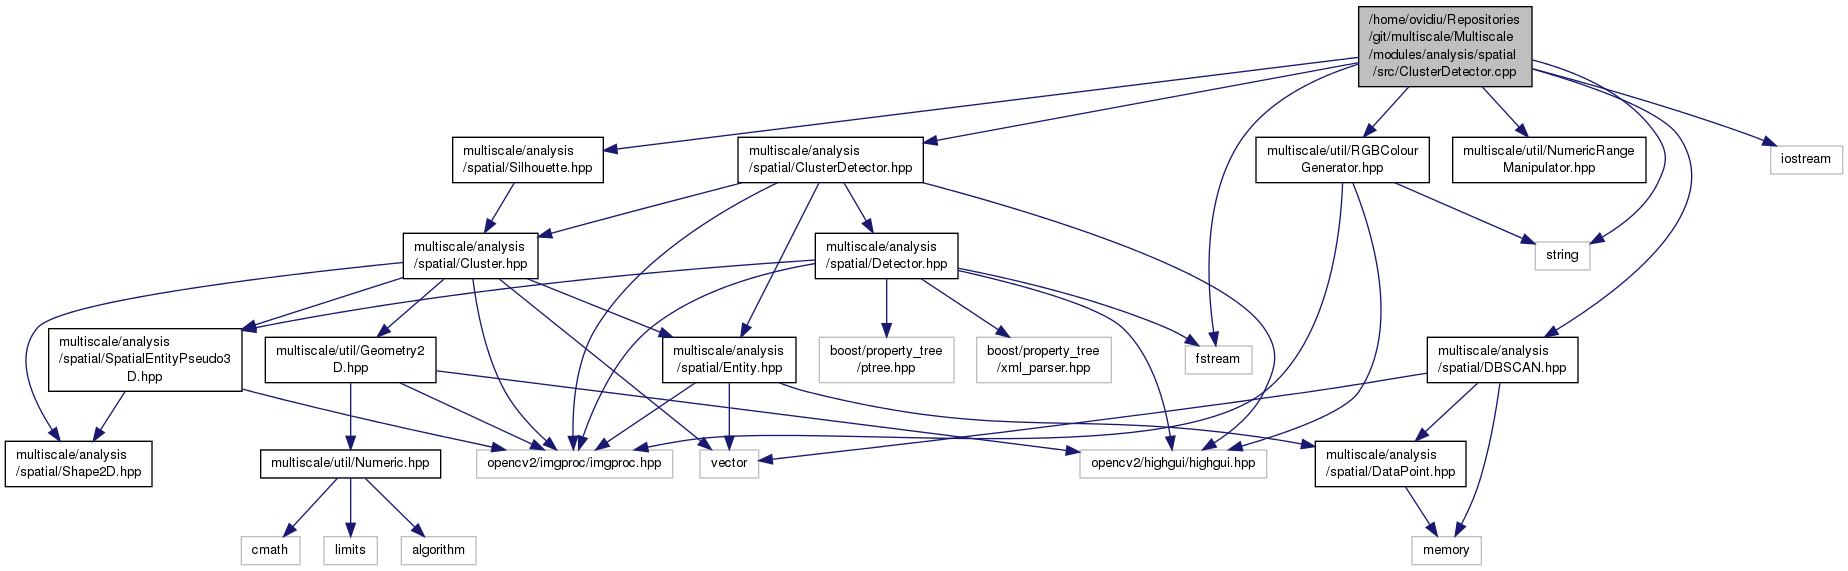 /home/ovidiu/Repositories
/git/multiscale/Multiscale
/modules/analysis/spatial
/src/ClusterDetector.cpp
multiscale/analysis
/spatial/Silhouette.hpp
multiscale/analysis
/spatial/ClusterDetector.hpp
multiscale/util/RGBColour
Generator.hpp
multiscale/util/NumericRange
Manipulator.hpp
iostream
multiscale/analysis
/spatial/Cluster.hpp
multiscale/analysis
/spatial/Detector.hpp
string
multiscale/analysis
/spatial/SpatialEntityPseudo3
D.hpp
multiscale/util/Geometry2
D.hpp
multiscale/analysis
/spatial/Entity.hpp
boost/property_tree
/ptree.hpp
boost/property_tree
/xml_parser.hpp
fstream
multiscale/analysis
/spatial/DBSCAN.hpp
multiscale/analysis
/spatial/Shape2D.hpp
multiscale/util/Numeric.hpp
opencv2/imgproc/imgproc.hpp
vector
opencv2/highgui/highgui.hpp
multiscale/analysis
/spatial/DataPoint.hpp
cmath
limits
algorithm
memory